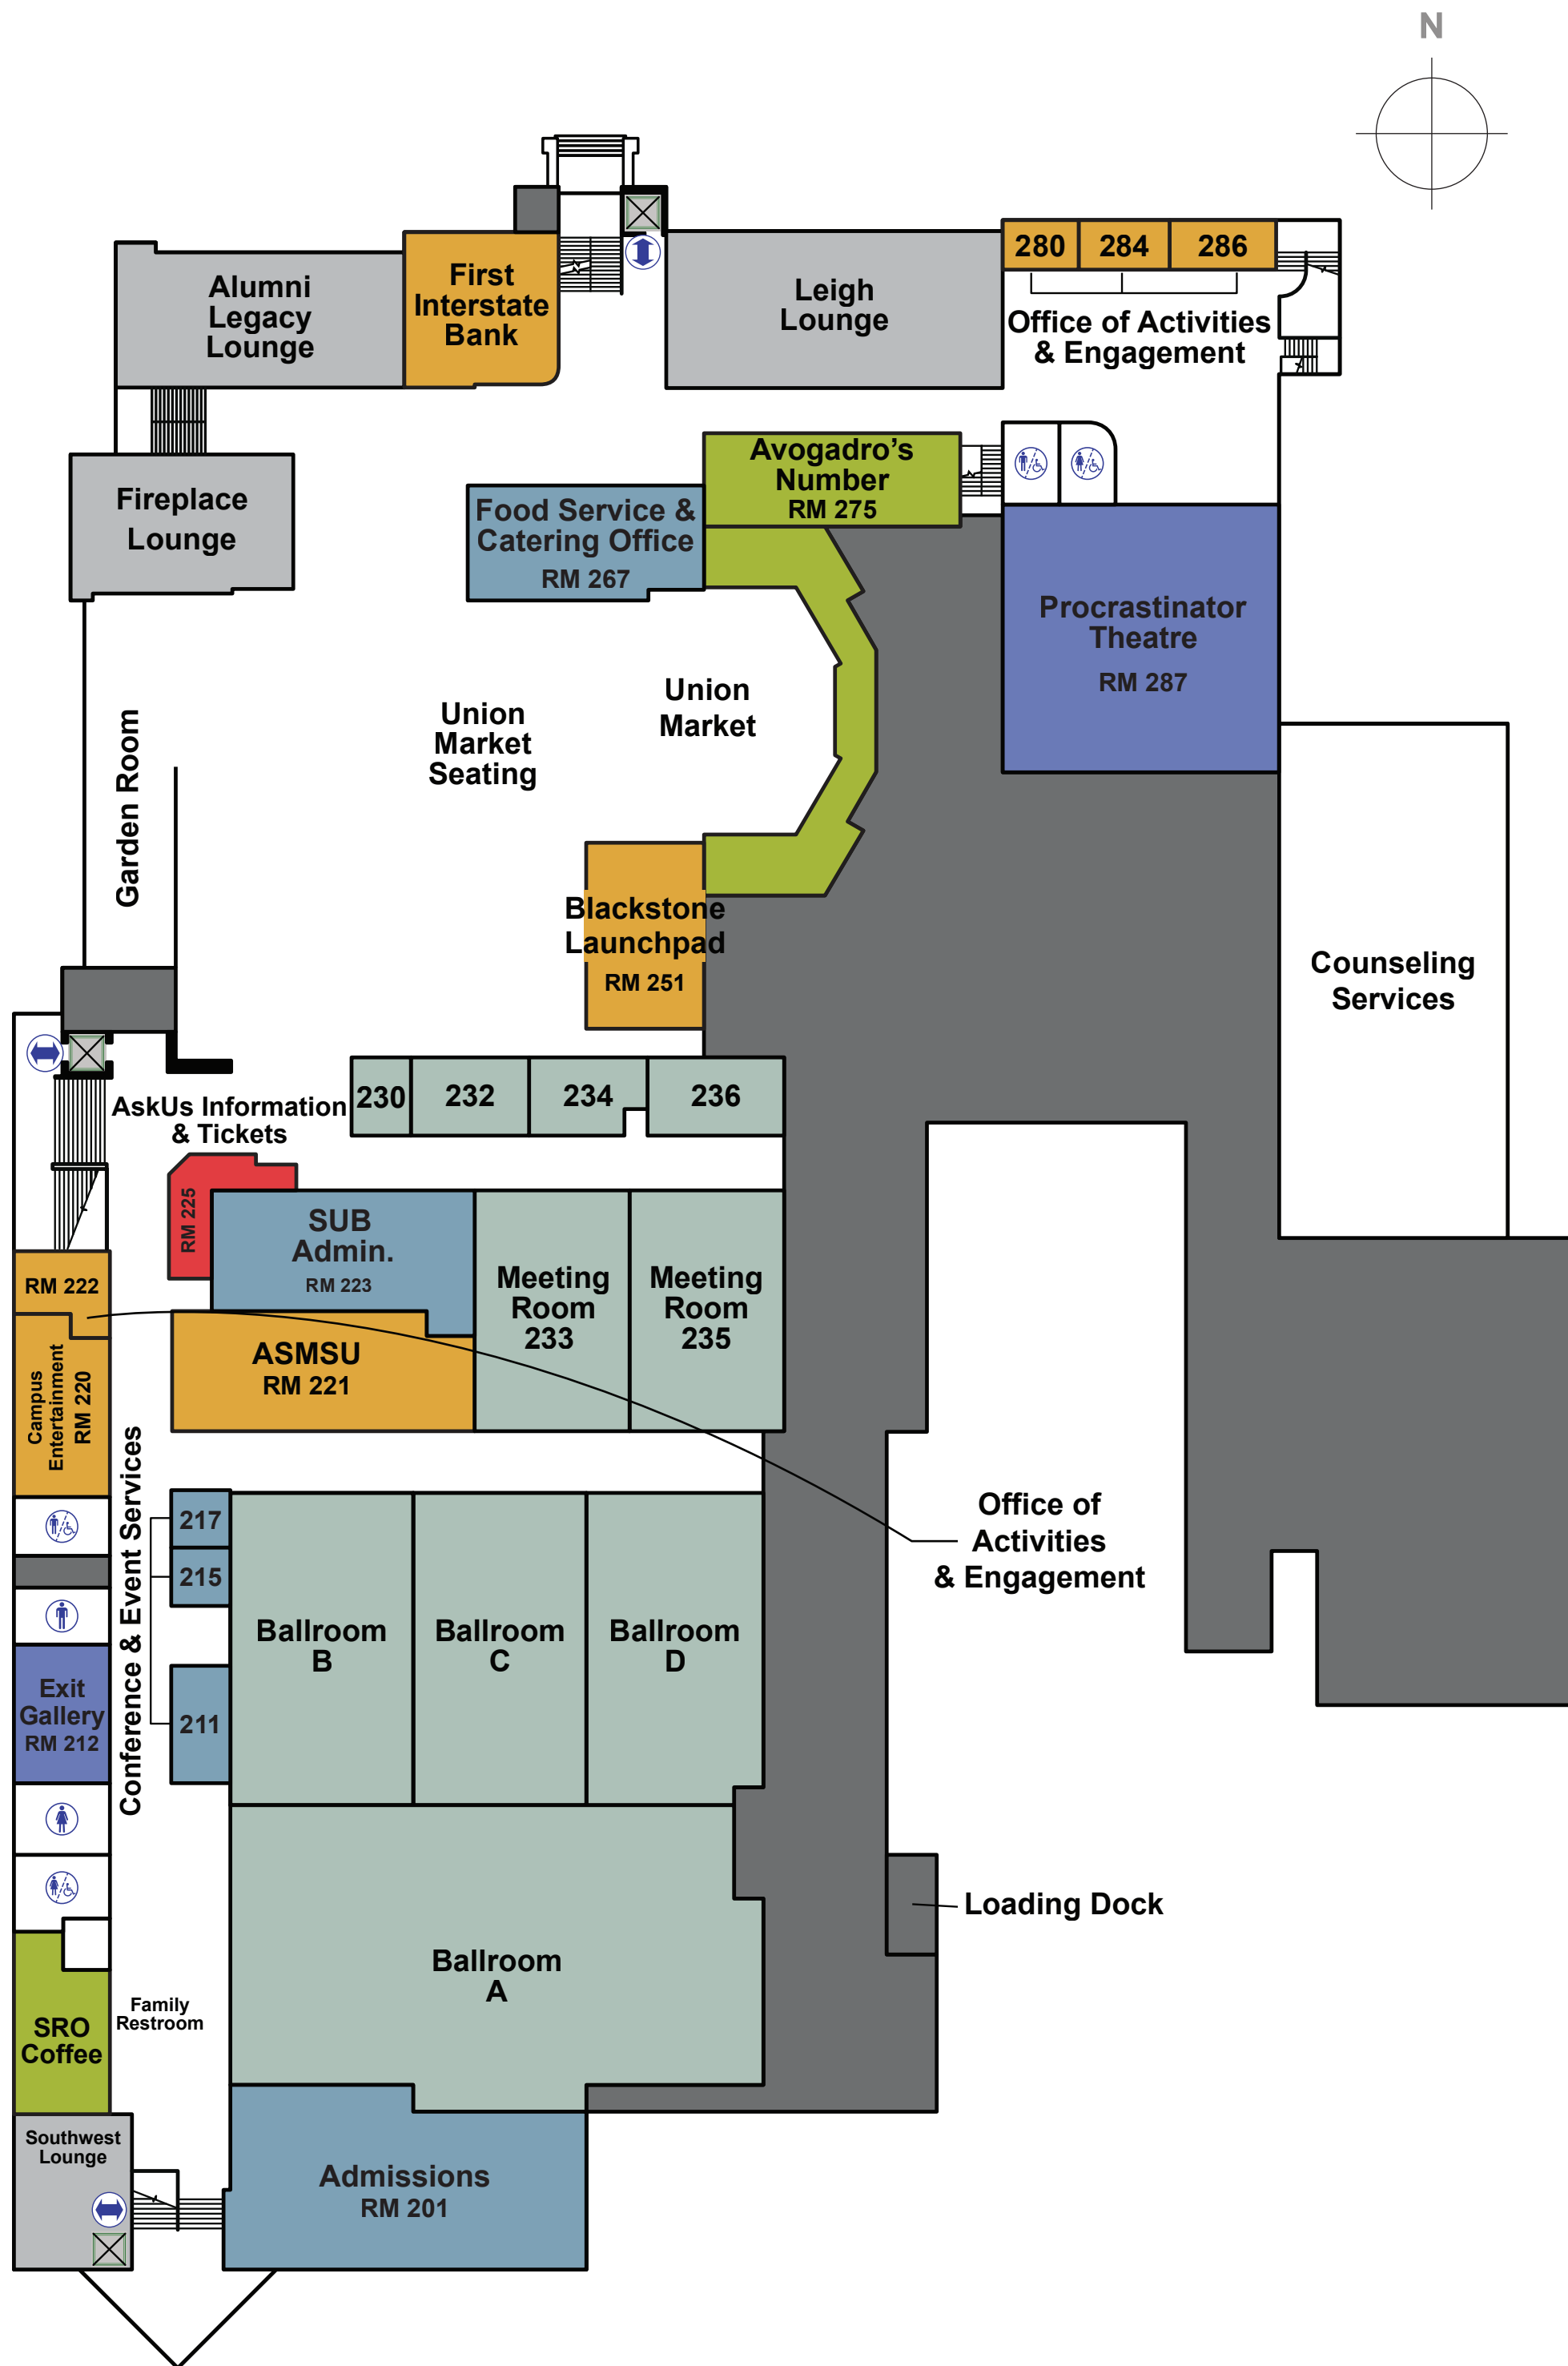 N
280
284
286
First
Interstate
Bank
Alumni
Legacy
Lounge
Leigh
Lounge
Office of Activities
& Engagement
Avogadro's
Number
RM 275
Fireplace
Lounge
Food Service &
Catering Office
RM 267
Procrastinator
Theatre
RM 287
Union
Market
Union
Market
Seating
Garden Room
Blackstone
Launchpad
RM 251
Counseling
Services
AskUs Information
& Tickets
230
232
234
236
RM 225
SUB
Admin.
RM 223
Meeting
Room
233
Meeting
Room
235
RM 222
ASMSU
RM 221
Campus
Entertainment
RM 220
Conference & Event Services
217
215
211
Office of
Activities
& Engagement
Ballroom
B
Ballroom
C
Ballroom
D
Exit
Gallery
RM 212
Loading Dock
Ballroom
A
Family
Restroom
SRO
Coffee
Southwest
Lounge
Admissions
RM 201